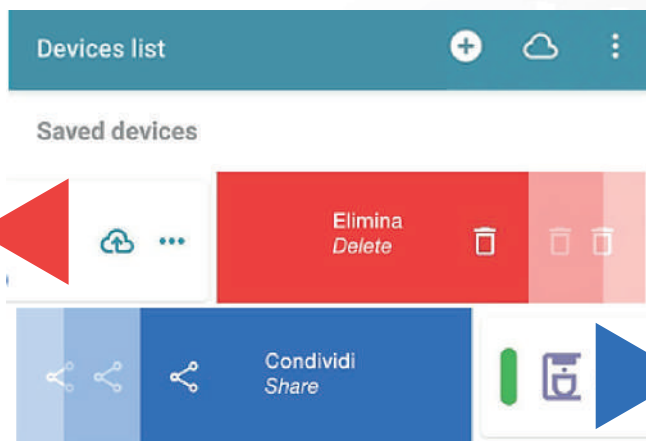 Devices list
Saved devices
Elimina
Delete
Condividi
Share